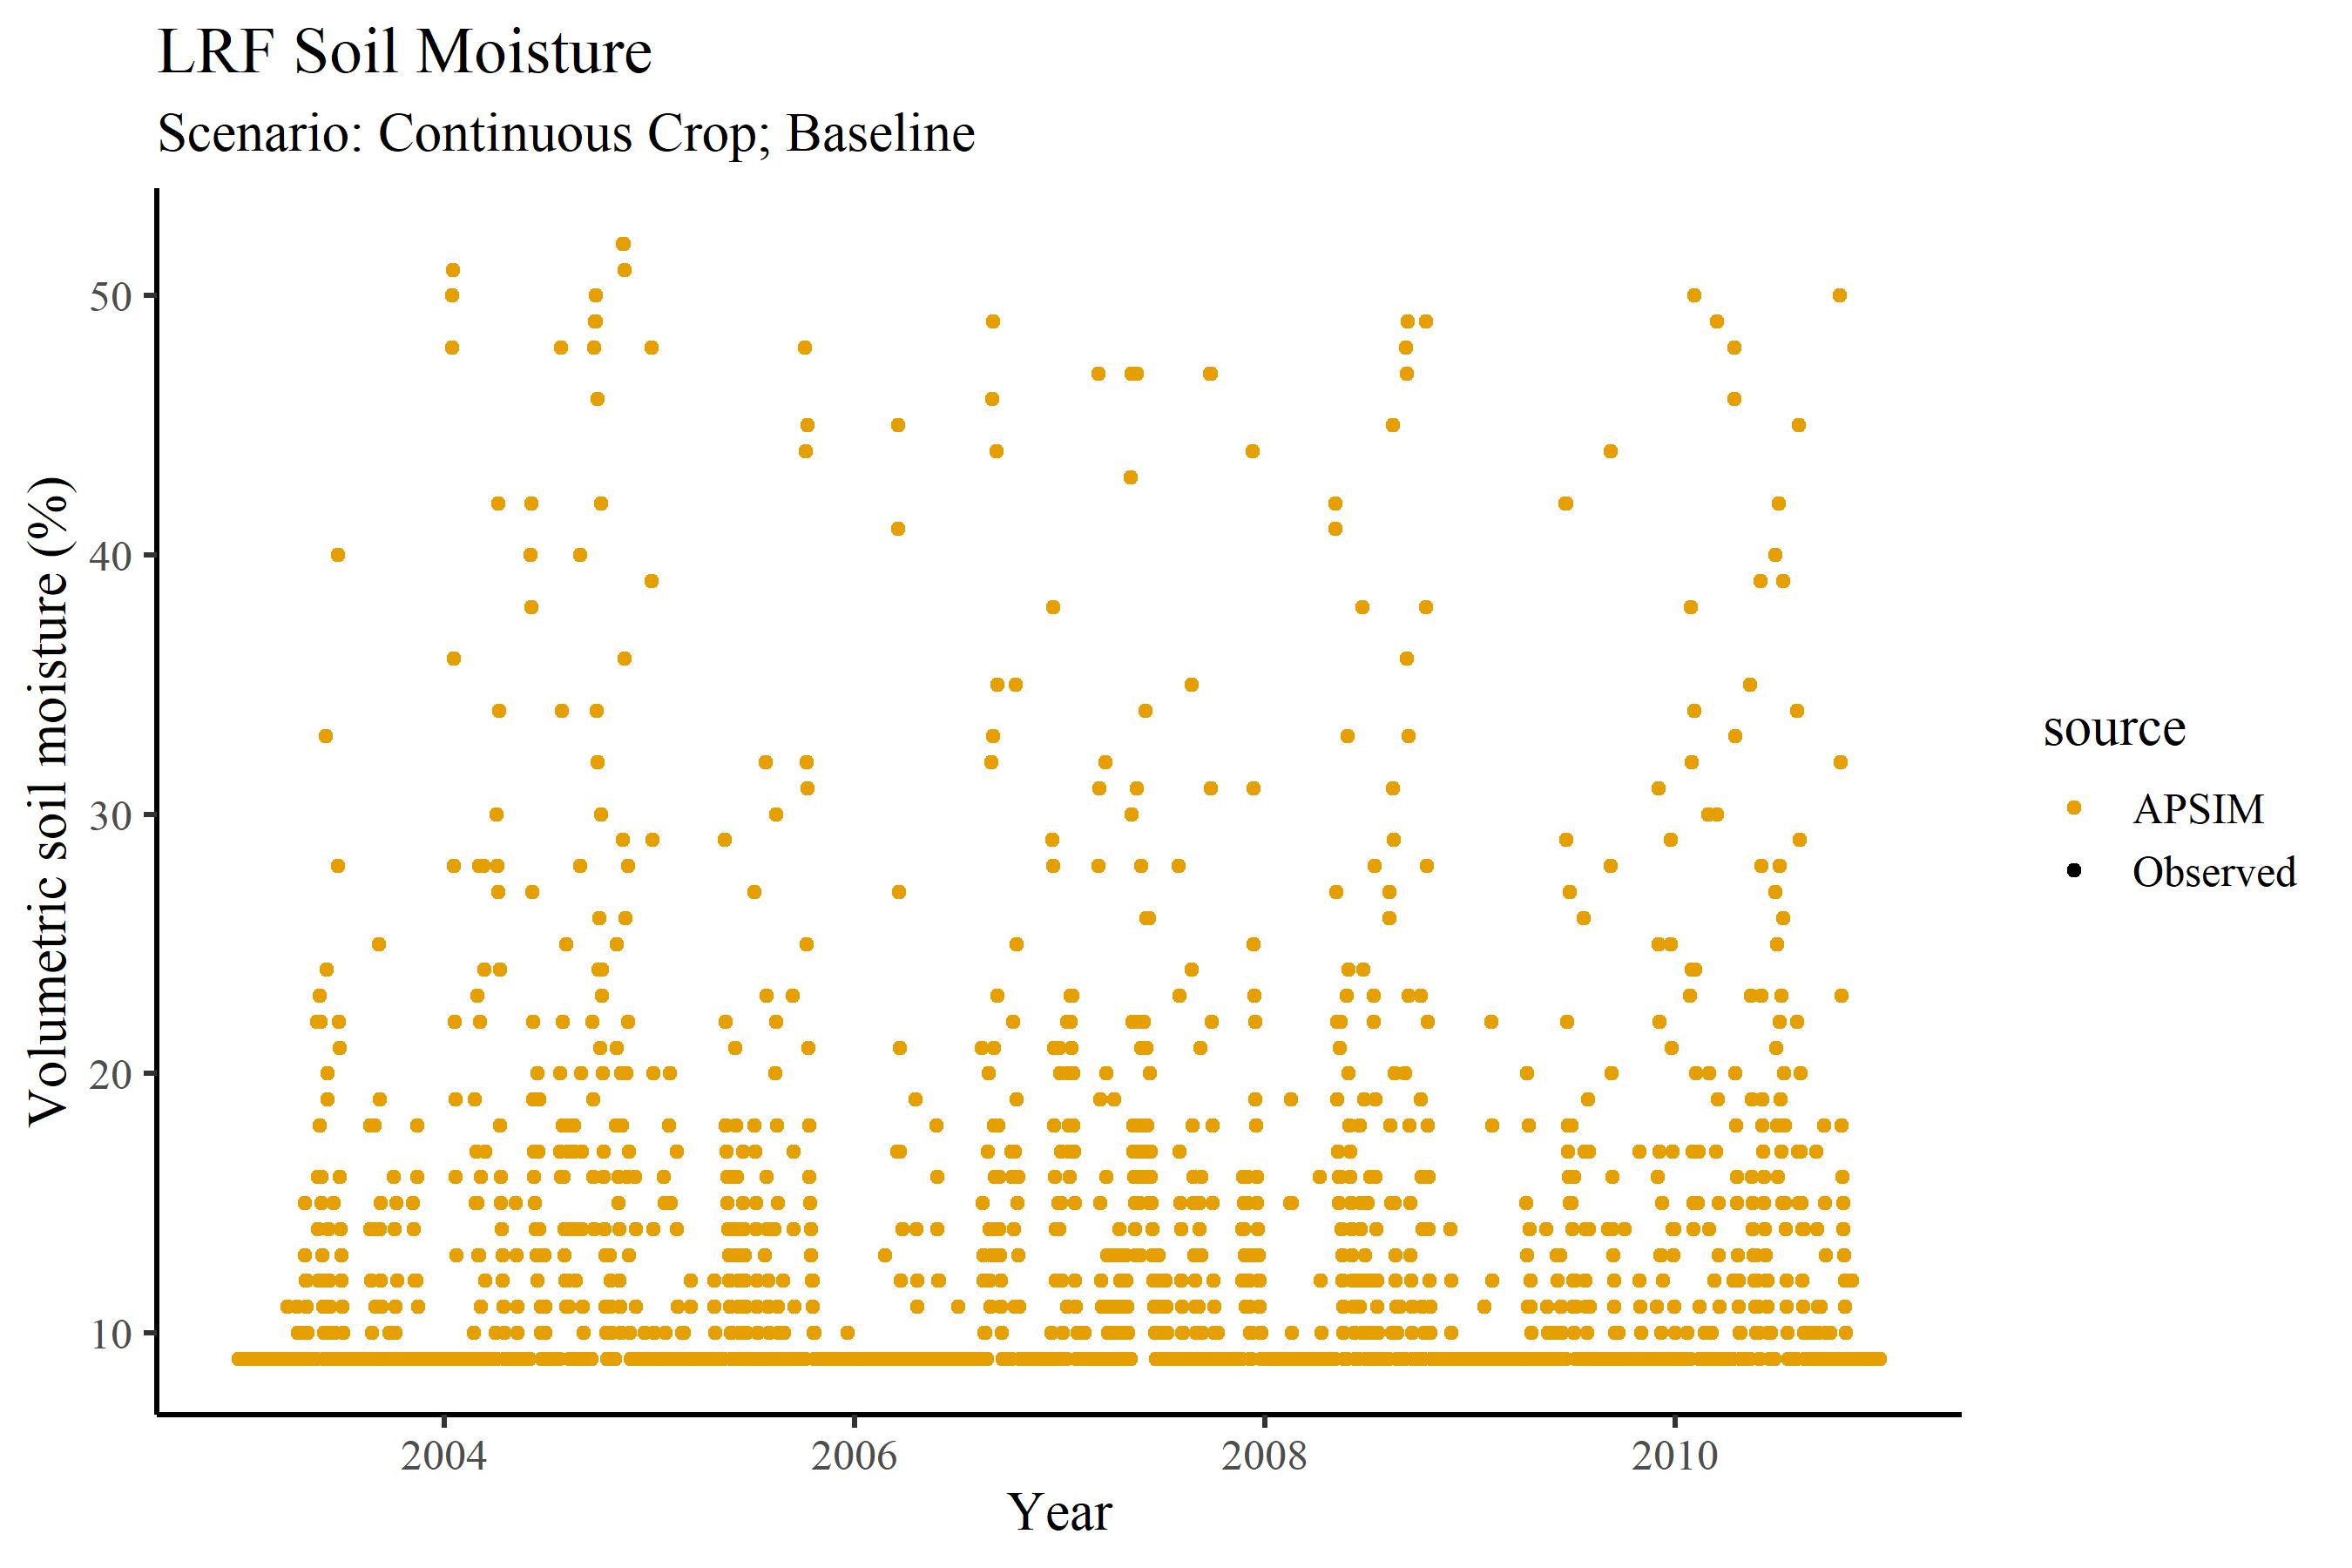 LRF Soil Moisture
Scenario: Continuous Crop; Baseline
Volumetric soil moisture (%)
50
40
30
20
10
2004 2006 2008 2010
Year
source
APSIM
Observed